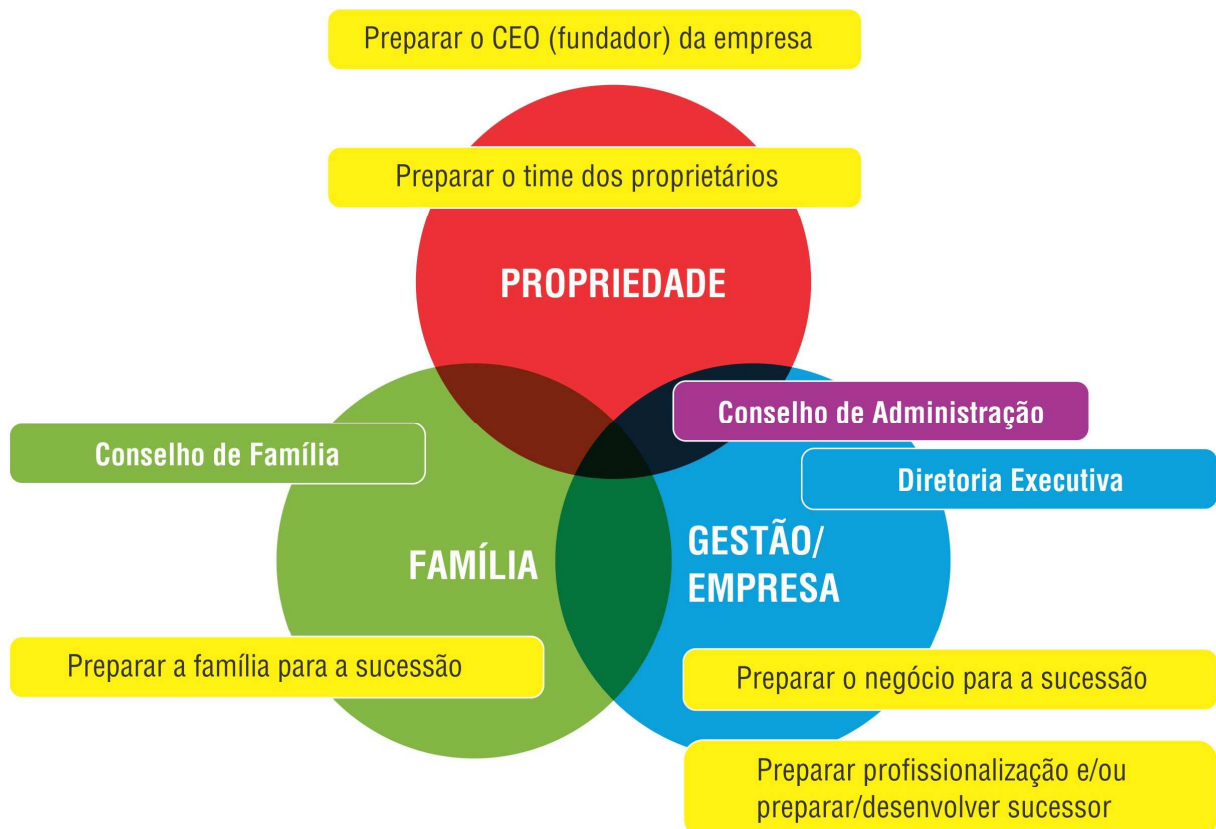 Preparar o CEO (fundador) da empresa
Preparar o time dos proprietários
PROPRIEDADE
Conselho de Administração
Conselho de Família
Diretoria Executiva
FAMÍLIA
GESTÃO/
EMPRESA
Preparar a família para a sucessão
Preparar o negócio para a sucessão
Preparar profissionalização e/ou
preparar/desenvolver sucessor